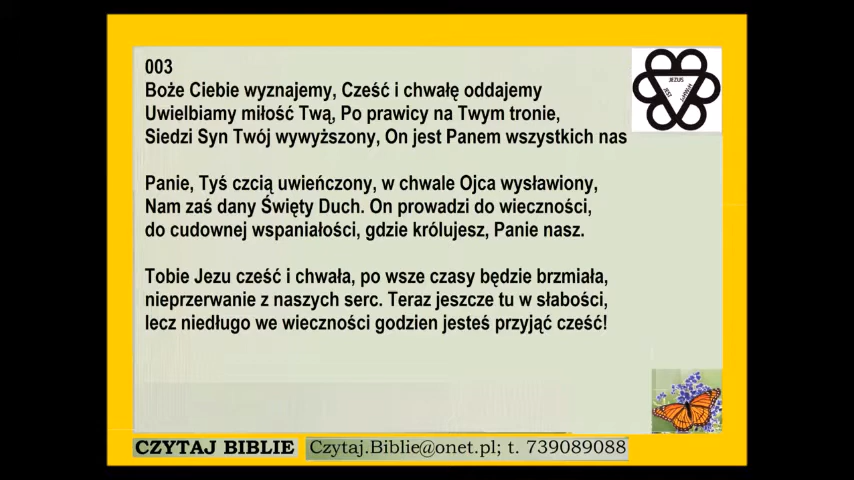 003
Boże Ciebie wyznajemy, Cześć i chwałę oddajemy
Uwielbiamy miłość Twą, Po prawicy na Twym tronie,
Siedzi Syn Twój wywyższony, On jest Panem wszystkich nas
Panie, Tyś czcią uwieńczony, w chwale Ojca wysławiony,
Nam zaś dany Święty Duch. On prowadzi do wieczności,
do cudownej wspaniałości, gdzie królujesz, Panie nasz.
Tobie Jezu cześć i chwała, po wsze czasy będzie brzmiała,
nieprzerwanie z naszych serc. Teraz jeszcze tu w słabości,
lecz niedługo we wieczności godzien jesteś przyjąć cześć!
JEZUS
JEST
CZYTAJ BIBLIE
Czytaj.Biblie@onet.pl; t. 739089088